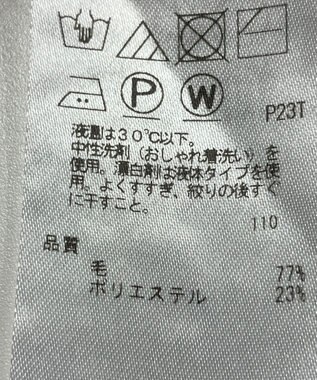 P
W
P23T
液温は30℃以下。
中性洗剤（おしゃれ着洗い）を
使用。漂白剤は液体タイプを使
用。よくすすぎ、絞りの後すぐ
に干すこと。
110
品質
毛 77%
ポリエステル 23%